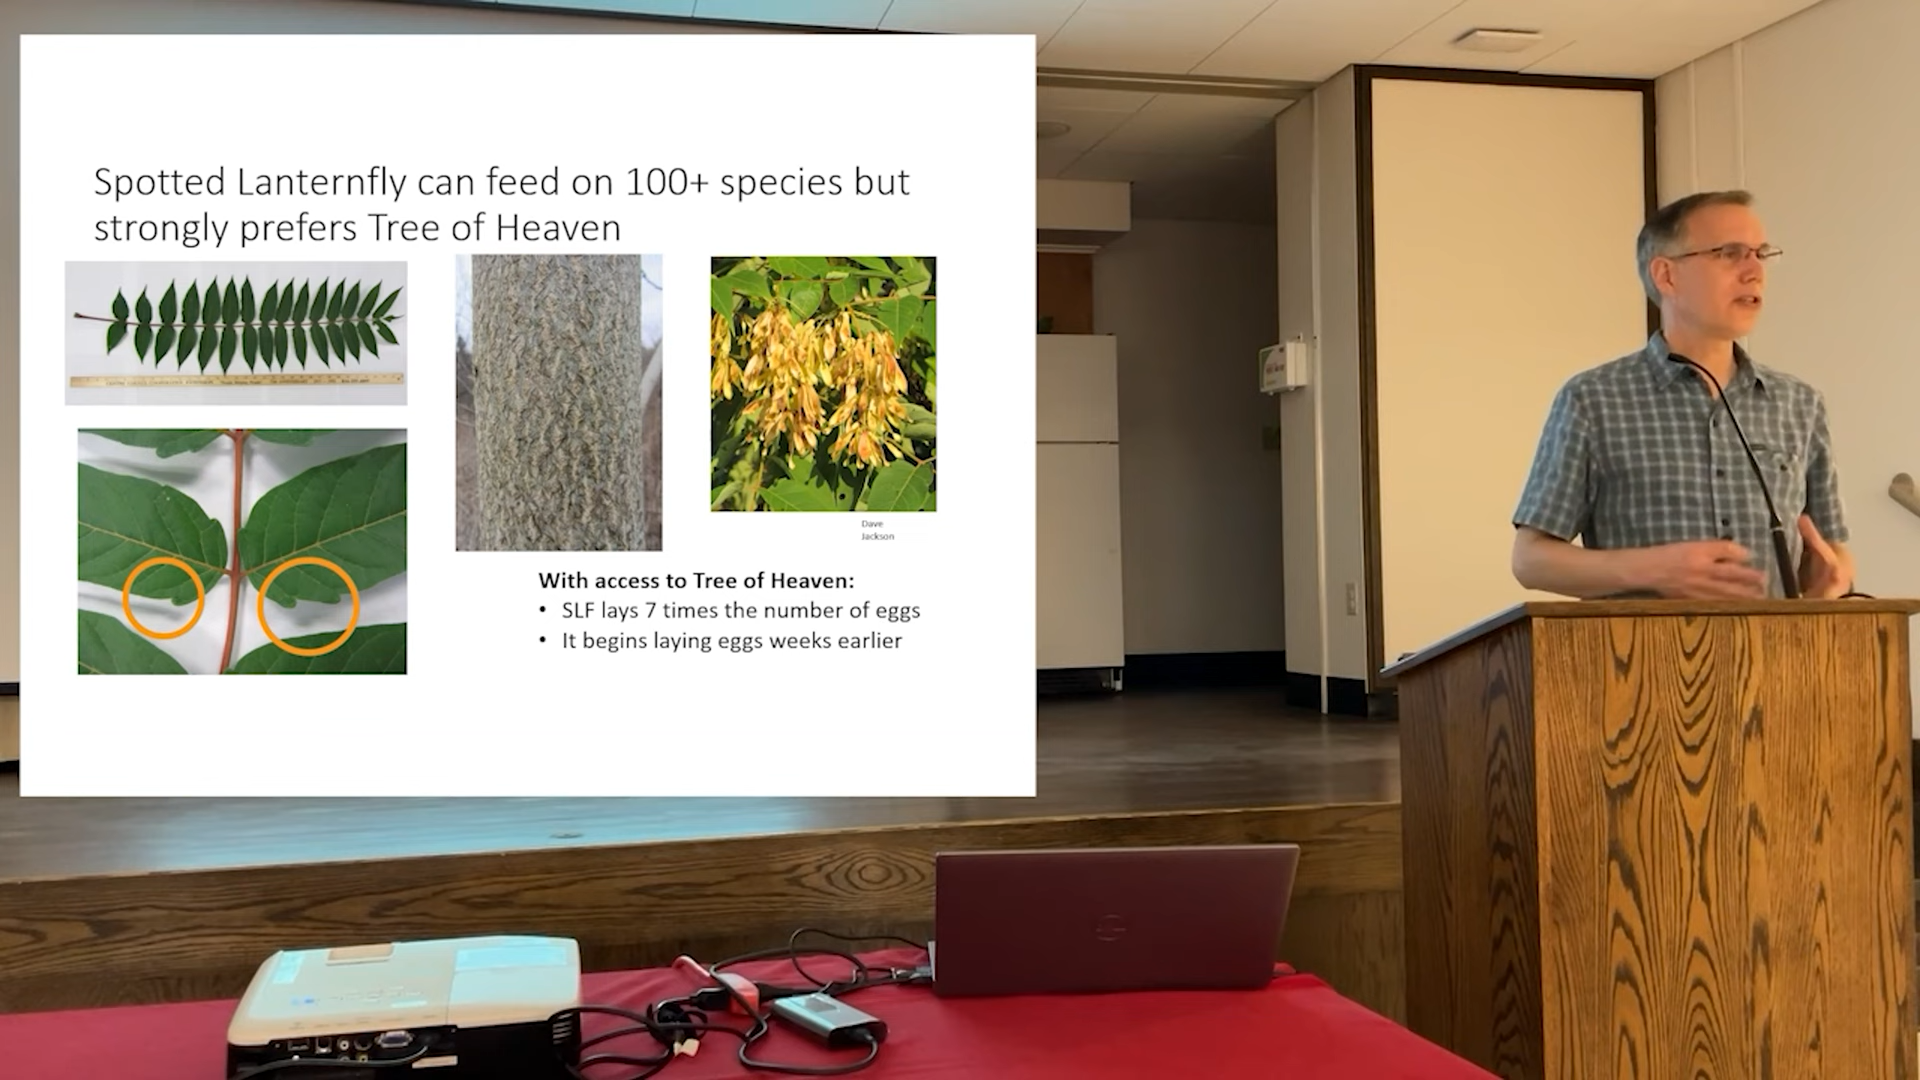 Spotted Lanternfly can feed on 100+ species but
strongly prefers Tree of Heaven
Dave
Jackson
With access to Tree of Heaven:
• SLF lays 7 times the number of eggs
• It begins laying eggs weeks earlier